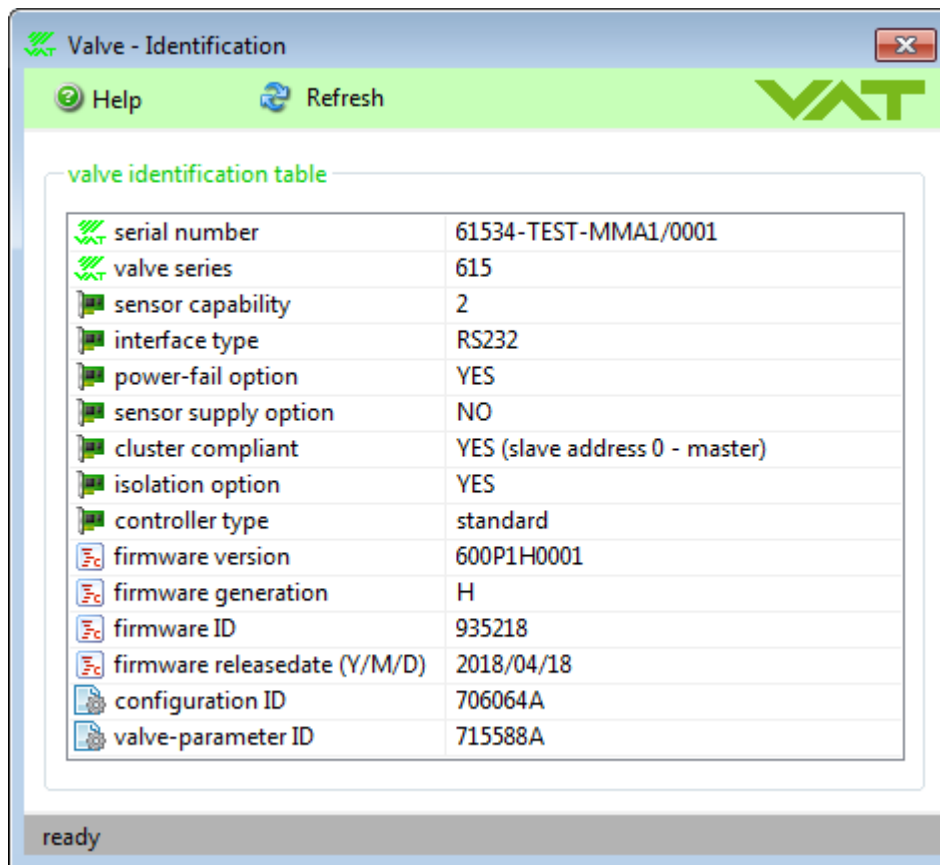 Valve - Identification
Help Refresh VAT
valve identification table
serial number 61534-TEST-MMA1/0001
valve series 615
sensor capability 2
interface type RS232
power-fail option YES
sensor supply option NO
cluster compliant YES (slave address 0 - master)
isolation option YES
controller type standard
firmware version 600P1H0001
firmware generation H
firmware ID 935218
firmware releasedate (Y/M/D) 2018/04/18
configuration ID 706064A
valve-parameter ID 715588A
ready